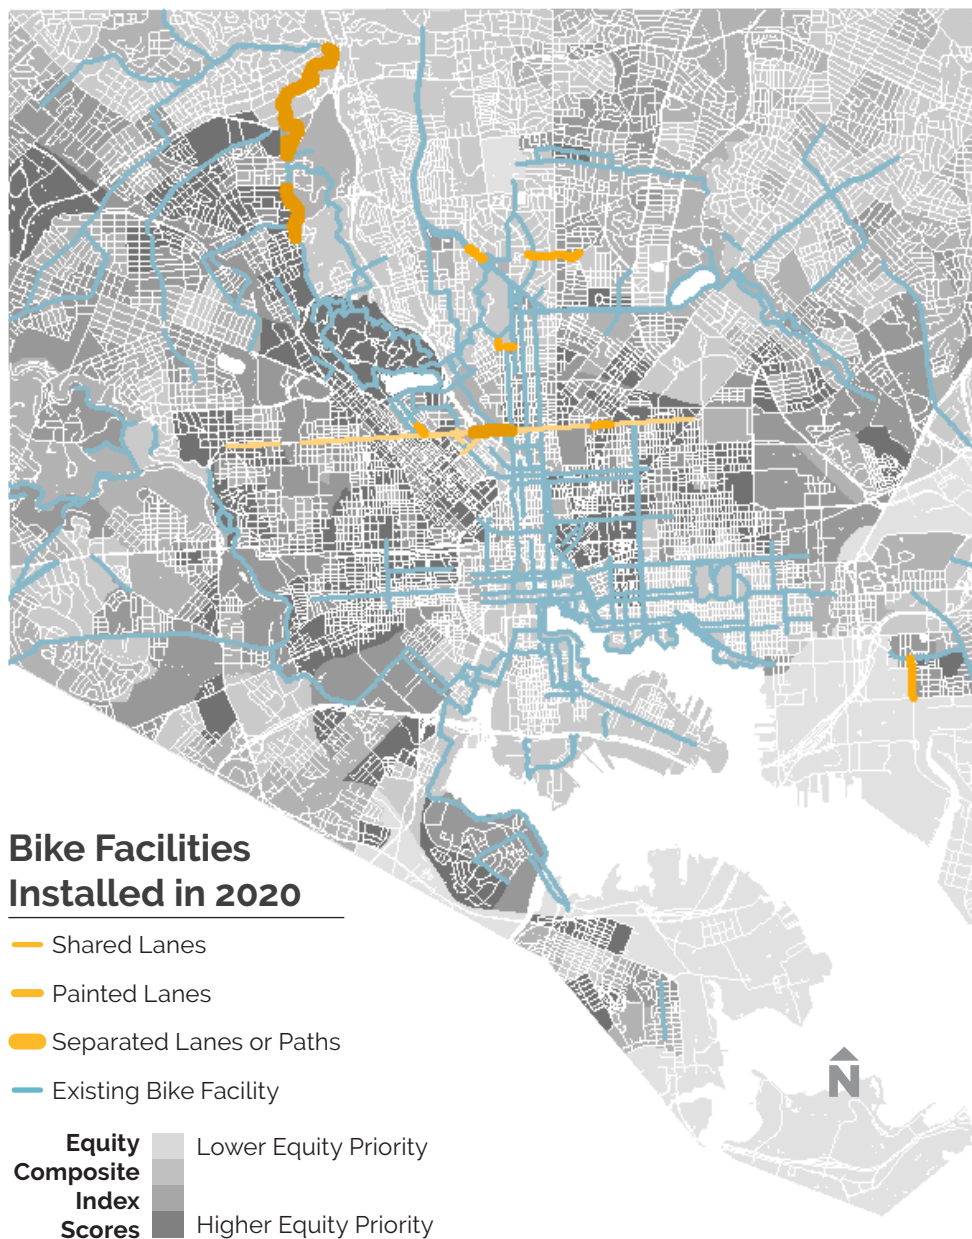 Bike Facilities
Installed in 2020
Shared Lanes
Painted Lanes
Separated Lanes or Paths
Existing Bike Facility
Equity
Composite
Index
Scores
Lower Equity Priority
Higher Equity Priority
N